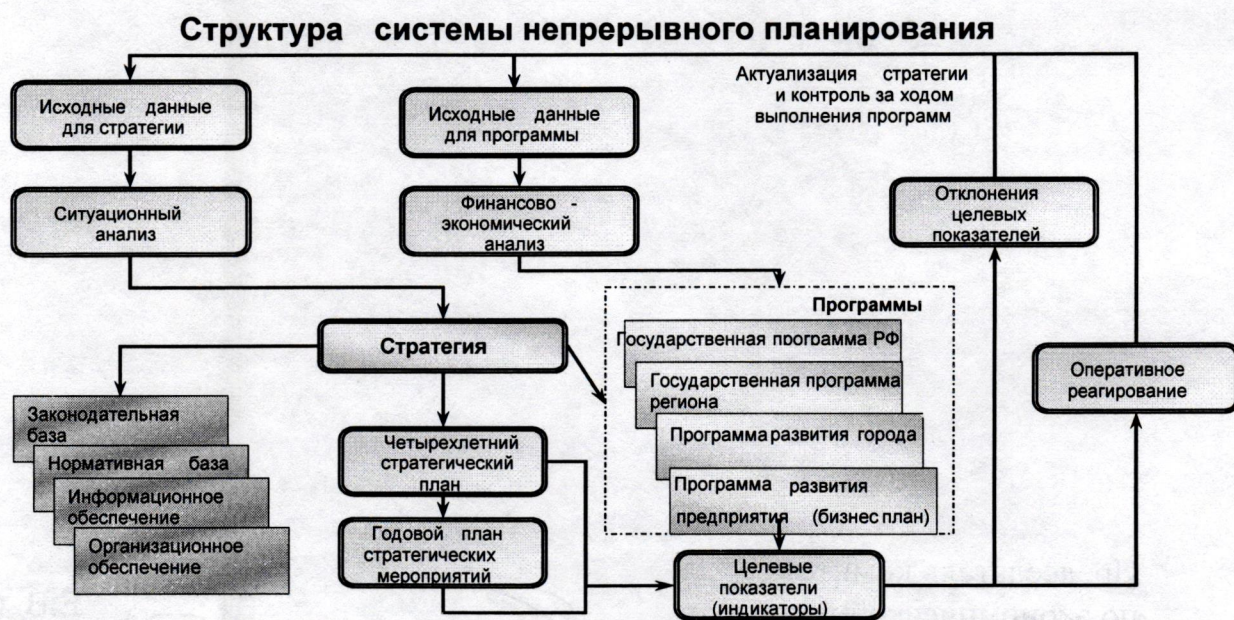 Структура системы непрерывного планирования
Исходные данные
для стратегии
Исходные данные
для программы
Актуализация стратегии
и контроль за ходом
выполнения программ
Ситуационный
анализ
Финансово -
экономический
анализ
Отклонения
целевых
показателей
Программы
Государственная программа РФ
Государственная программа
региона
Программа развития города
Программа развития
предприятия (бизнес план)
Стратегия
Оперативное
реагирование
Законодательная
база
Нормативная база
Информационное
обеспечение
Организационное
обеспечение
Четырехлетний
стратегический
план
Годовой план
стратегических
мероприятий
Целевые
показатели
(индикаторы)